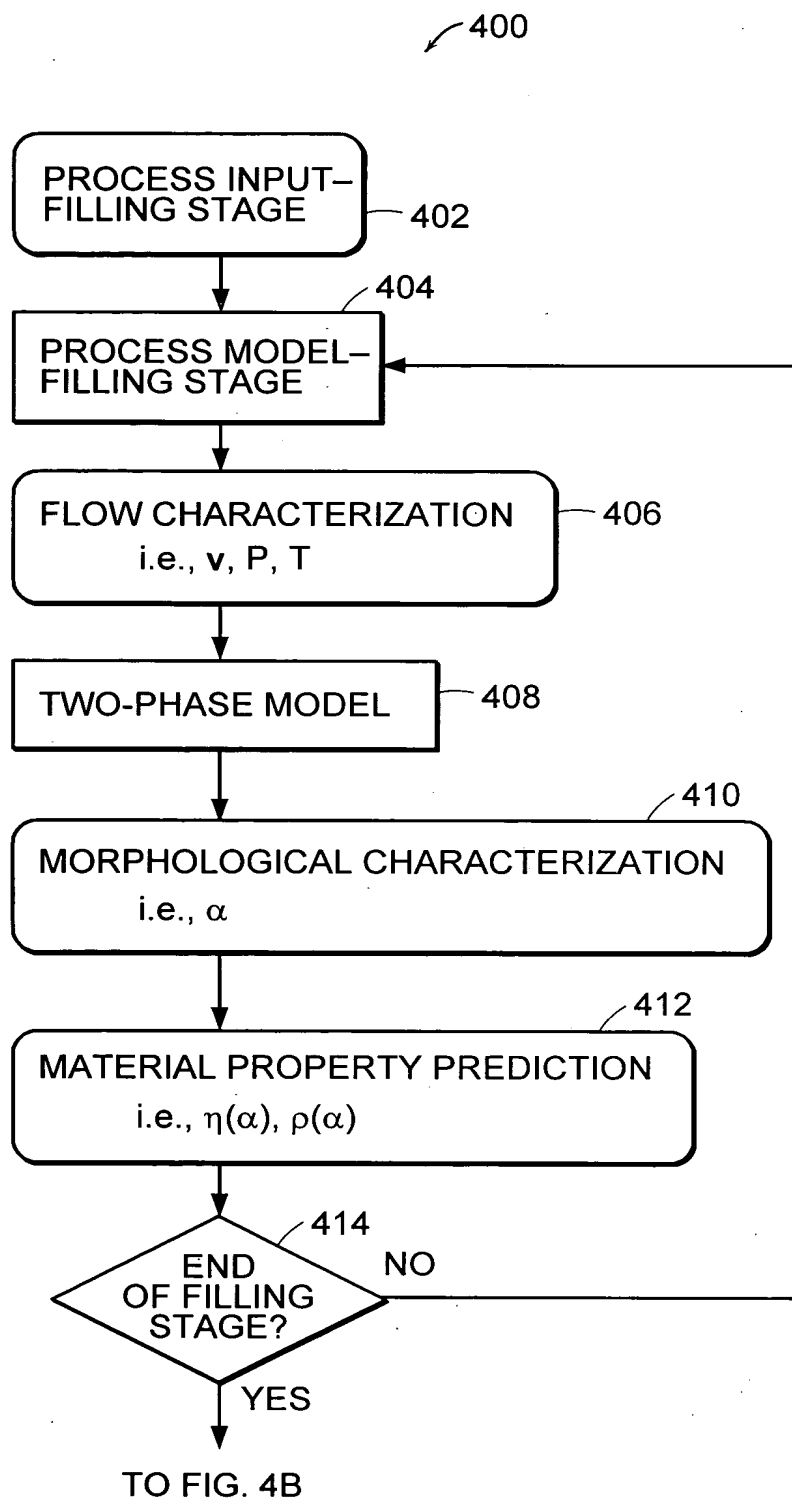 400
PROCESS INPUT–
FILLING STAGE
402
404
PROCESS MODEL–
FILLING STAGE
FLOW CHARACTERIZATION
i.e., v, P, T
406
TWO-PHASE MODEL
408
410
MORPHOLOGICAL CHARACTERIZATION
i.e., α
412
MATERIAL PROPERTY PREDICTION
i.e., η(α), ρ(α)
414
END
OF FILLING
STAGE?
NO
YES
TO FIG. 4B